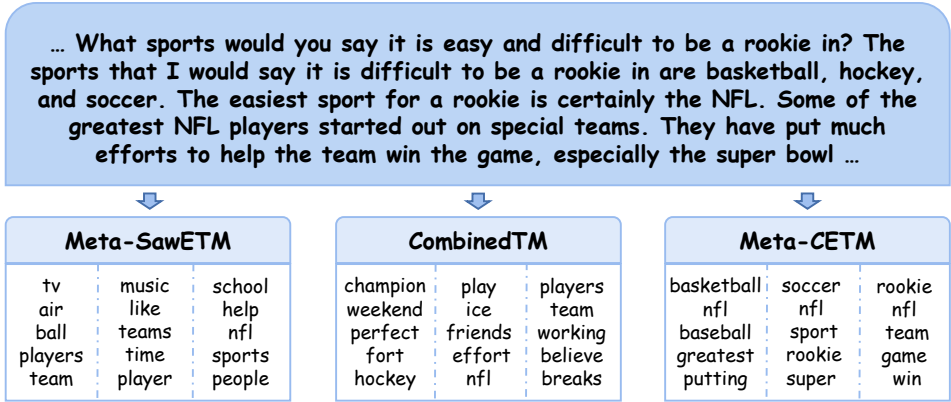 … What sports would you say it is easy and difficult to be a rookie in? The
sports that I would say it is difficult to be a rookie in are basketball, hockey,
and soccer. The easiest sport for a rookie is certainly the NFL. Some of the
greatest NFL players started out on special teams. They have put much
efforts to help the team win the game, especially the super bowl …
Meta-SawETM
tv music school
air like help
ball teams nfl
players time sports
team player people
CombinedTM
champion play players
weekend ice team
perfect friends working
fort effort believe
hockey nfl breaks
Meta-CETM
basketball soccer rookie
nfl nfl nfl
baseball sport team
greatest rookie game
putting super win